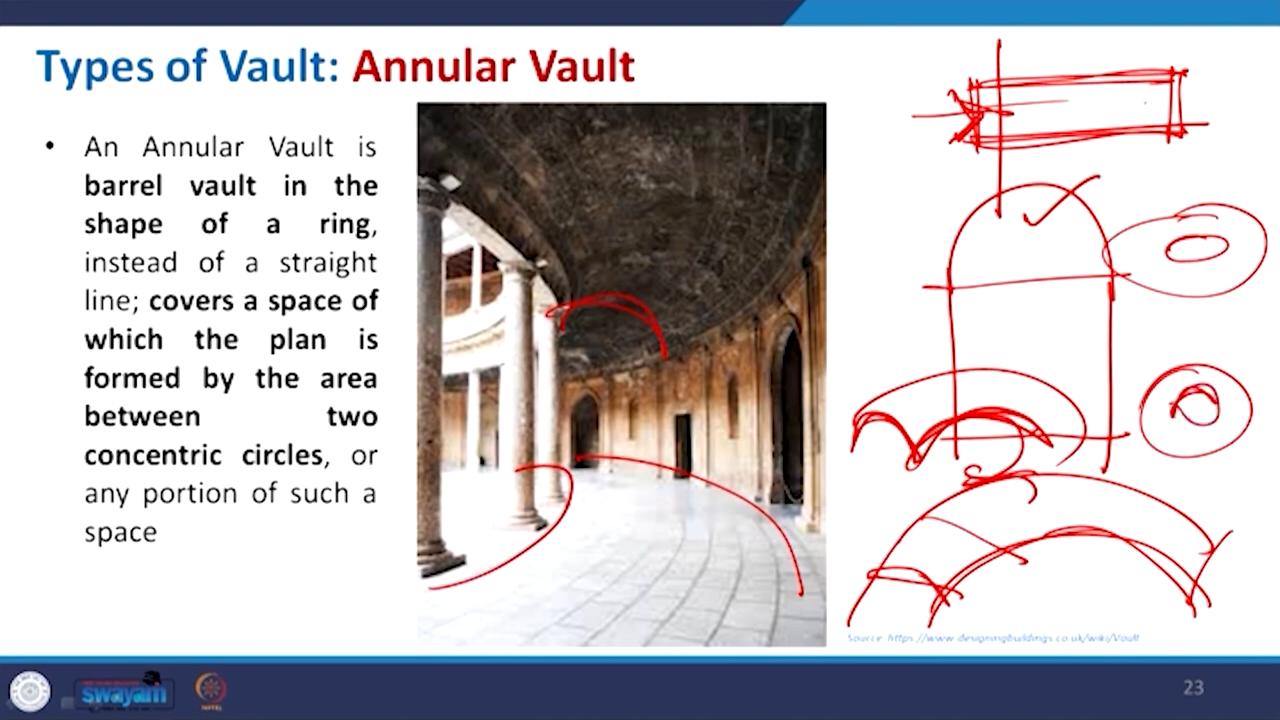 Types of Vault: Annular Vault
• An Annular Vault is
barrel vault in the
shape of a ring,
instead of a straight
line; covers a space of
which the plan is
formed by the area
between two
concentric circles, or
any portion of such a
space
Source: https://www.designingbuildings.co.uk/wiki/Vault
swayam
NPTEL
23